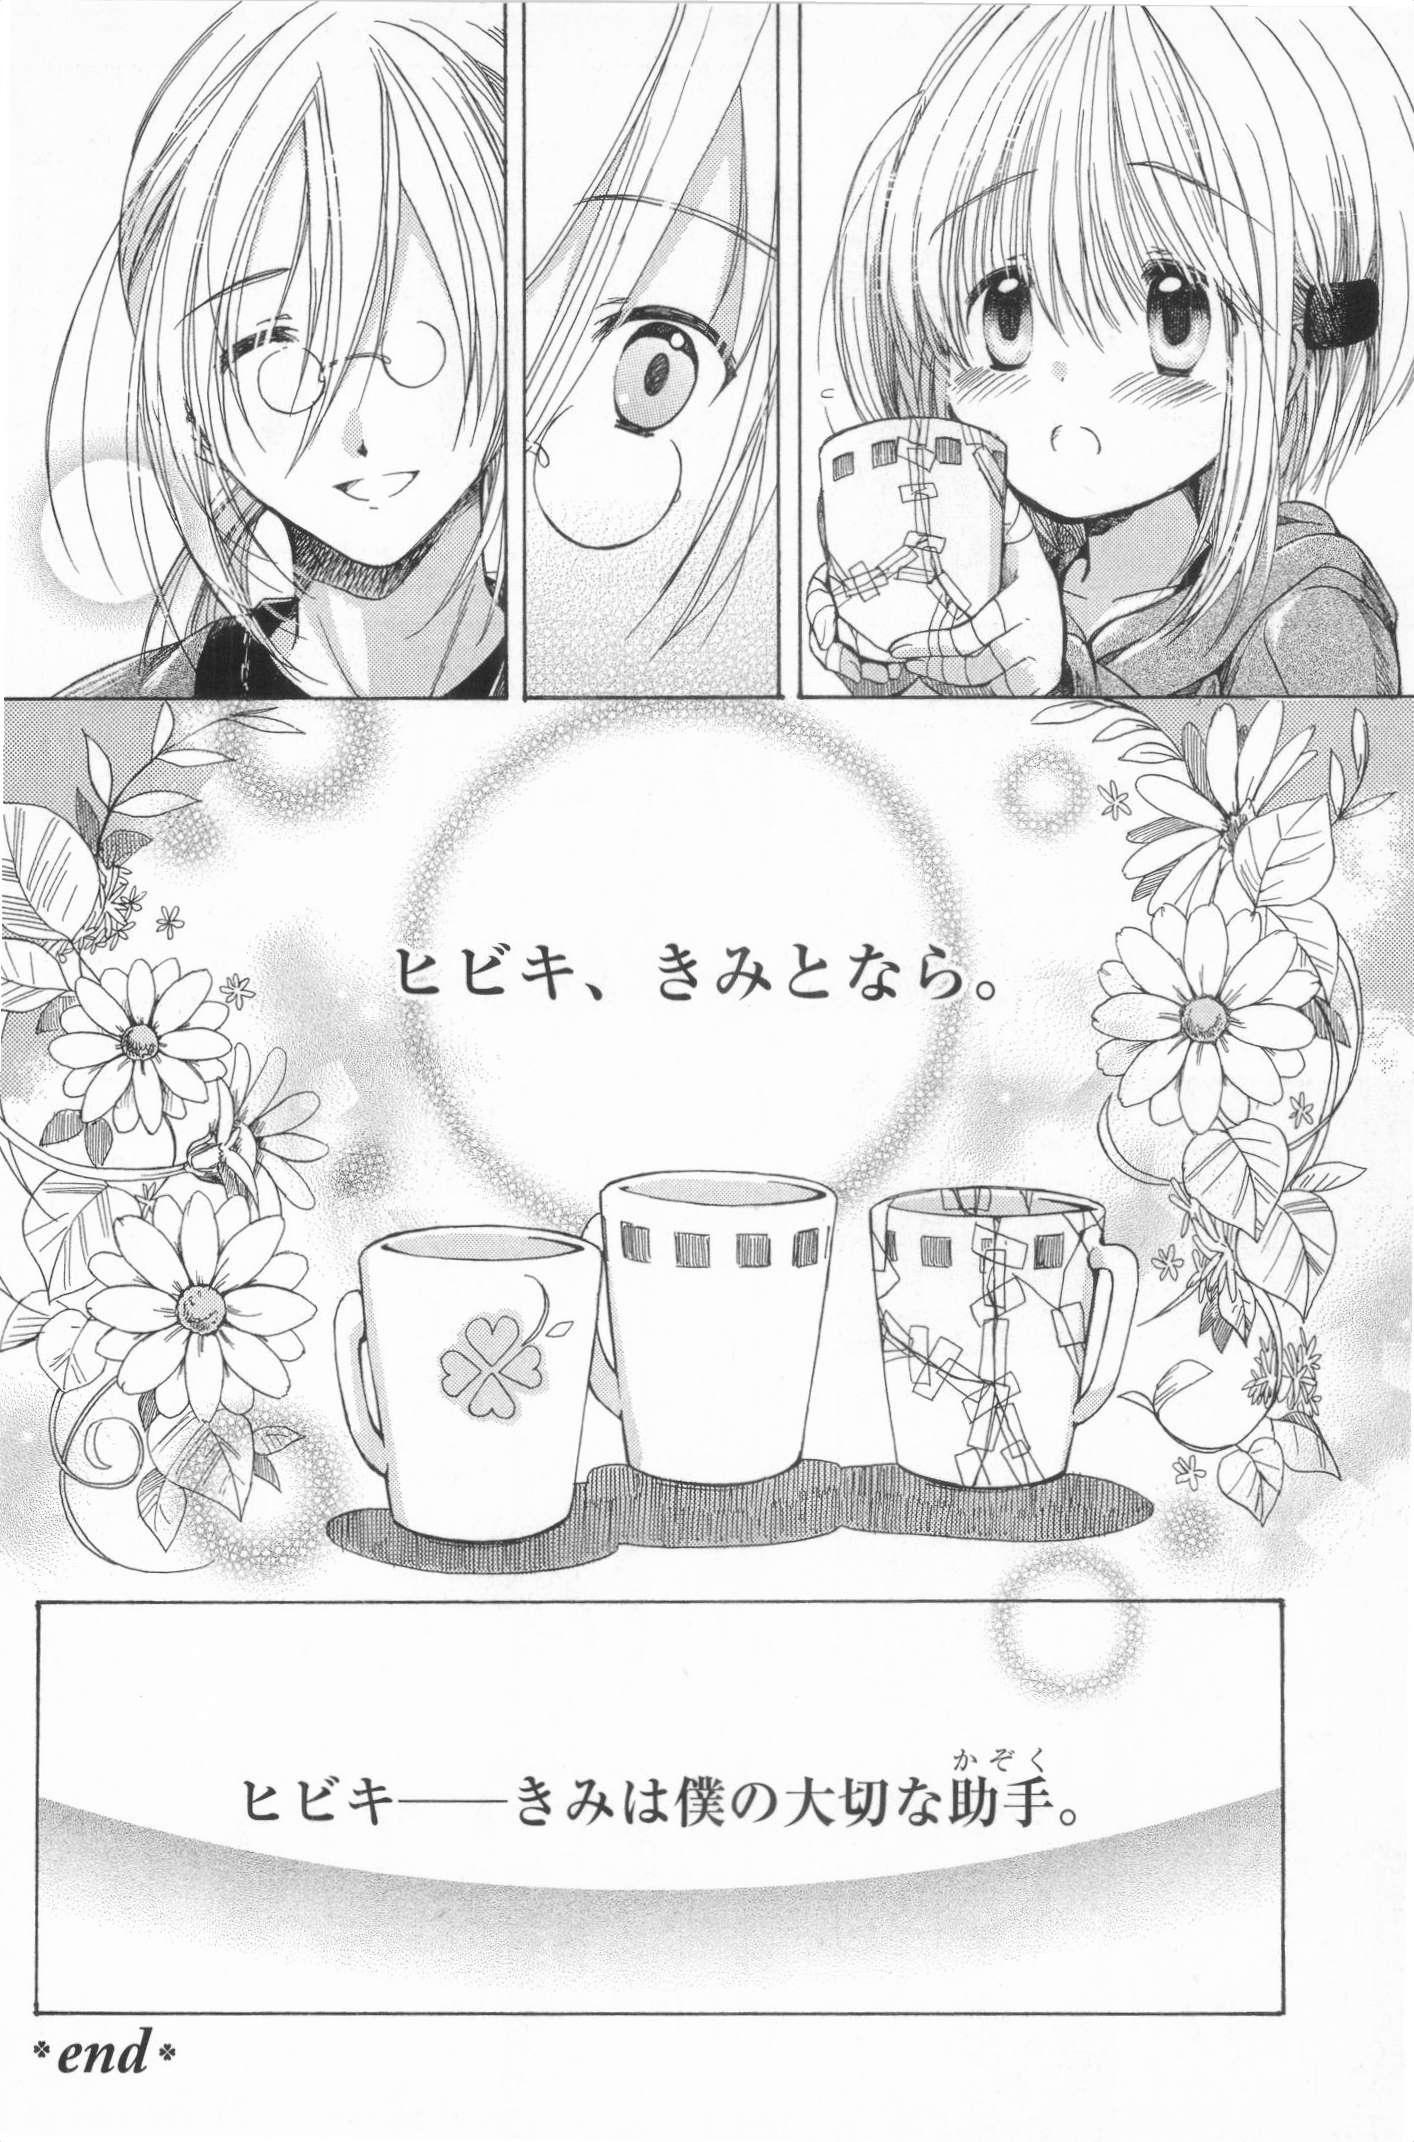 ヒビキ、きみとなら。
かぞく
ヒビキ――きみは僕の大切な助手。
*end*